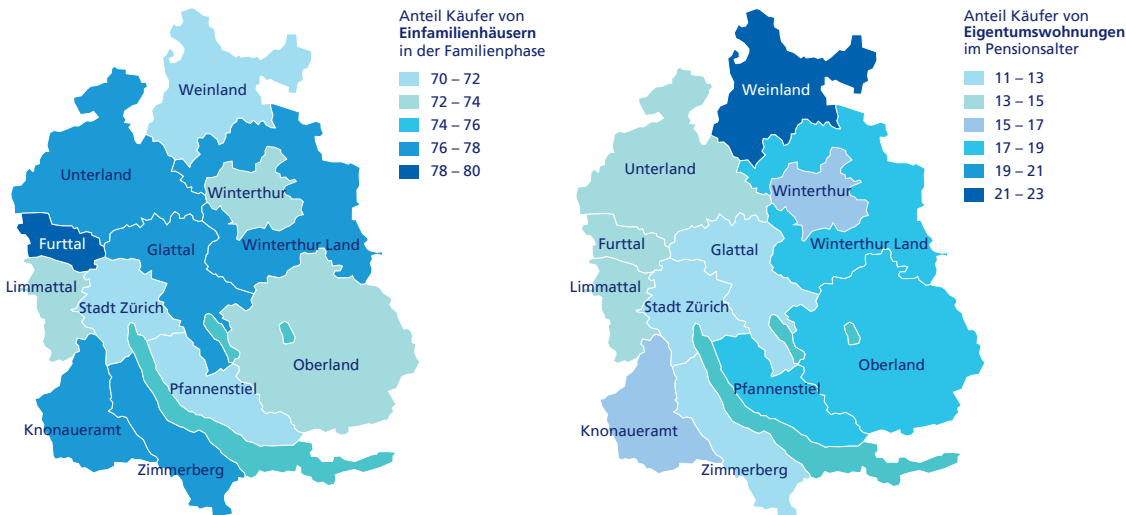 Anteil Käufer von
Einfamilienhäusern
in der Familienphase
70 – 72
72 – 74
74 – 76
76 – 78
78 – 80
Weinland
Unterland
Winterthur
Furttal
Glattal
Winterthur Land
Limmattal
Stadt Zürich
Oberland
Pfannenstiel
Knonaueramt
Zimmerberg
Anteil Käufer von
Eigentumswohnungen
im Pensionsalter
11 – 13
13 – 15
15 – 17
17 – 19
19 – 21
21 – 23
Weinland
Unterland
Winterthur
Furttal
Glattal
Winterthur Land
Limmattal
Stadt Zürich
Oberland
Pfannenstiel
Knonaueramt
Zimmerberg